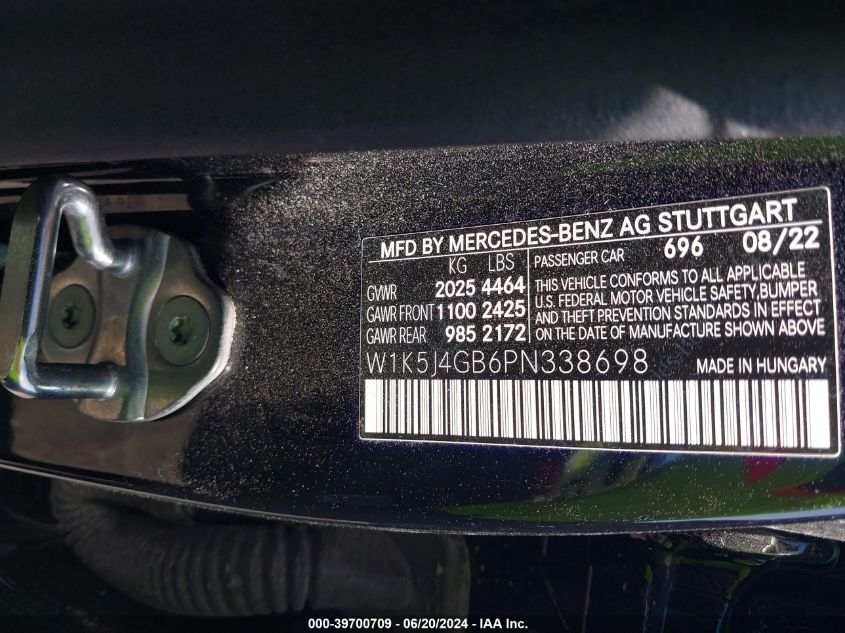 MFD BY MERCEDES-BENZ AG STUTTGART
KG LBS
GVWR 2025 4464
GAWR FRONT 1100 2425
GAWR REAR 985 2172
PASSENGER CAR 696 08/22
THIS VEHICLE CONFORMS TO ALL APPLICABLE
U.S. FEDERAL MOTOR VEHICLE SAFETY,BUMPER
AND THEFT PREVENTION STANDARDS IN EFFECT
ON THE DATE OF MANUFACTURE SHOWN ABOVE
W1K5J4GB6PN338698 MADE IN HUNGARY
000-39700709 - 06/20/2024 - IAA Inc.